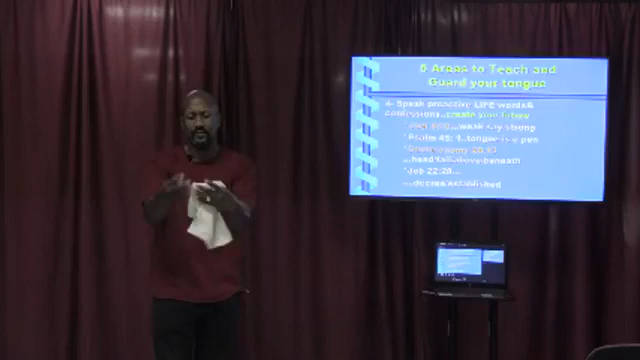 6 Areas to Teach and
Guard your tongue
4- Speak proactive LIFE words&
confessions..create your future
...weak say strong
*Psalm 45: 1..tongue is a pen
...head/tail above beneath
*Job 22:28...
...decree/established